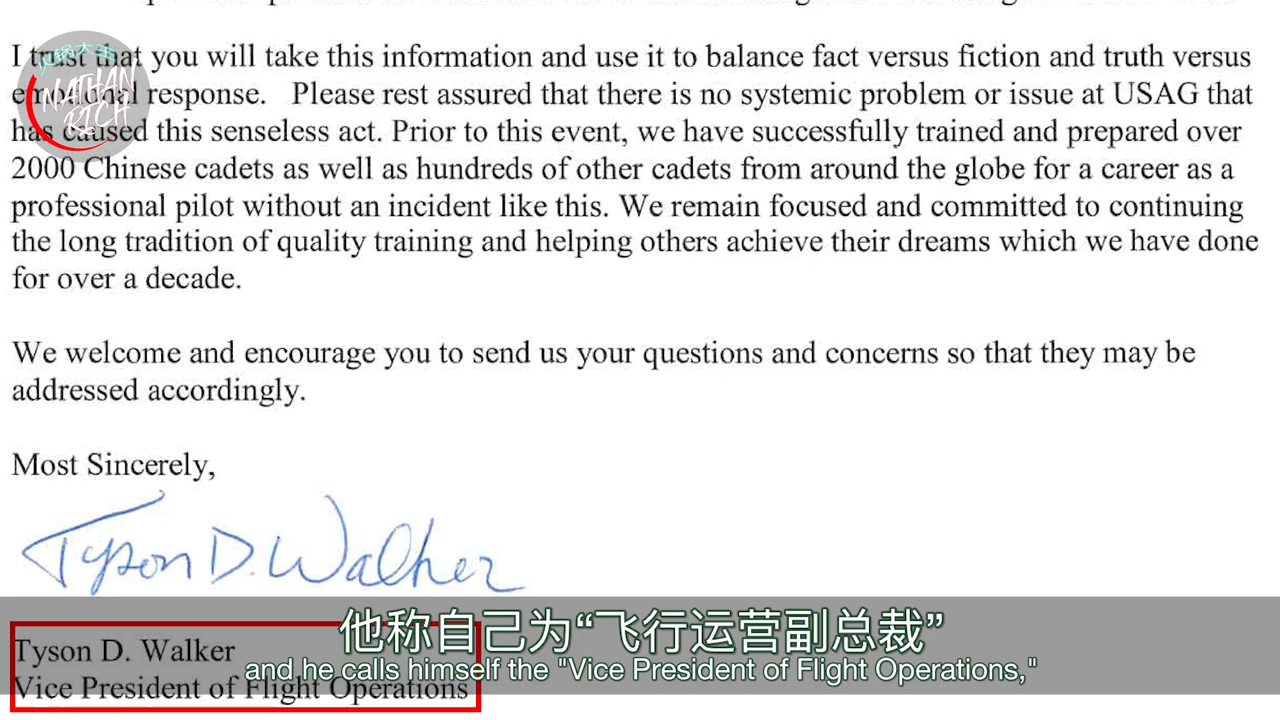 I trust that you will take this information and use it to balance fact versus fiction and truth versus
emotional response. Please rest assured that there is no systemic problem or issue at USAG that
has caused this senseless act. Prior to this event, we have successfully trained and prepared over
2000 Chinese cadets as well as hundreds of other cadets from around the globe for a career as a
professional pilot without an incident like this. We remain focused and committed to continuing
the long tradition of quality training and helping others achieve their dreams which we have done
for over a decade.
We welcome and encourage you to send us your questions and concerns so that they may be
addressed accordingly.
Most Sincerely,
Tyson D. Walker
Tyson D. Walker
Vice President of Flight Operations
他称自己为“飞行运营副总裁”
and he calls himself the "Vice President of Flight Operations,"
火锅大王
NATHAN
RICH